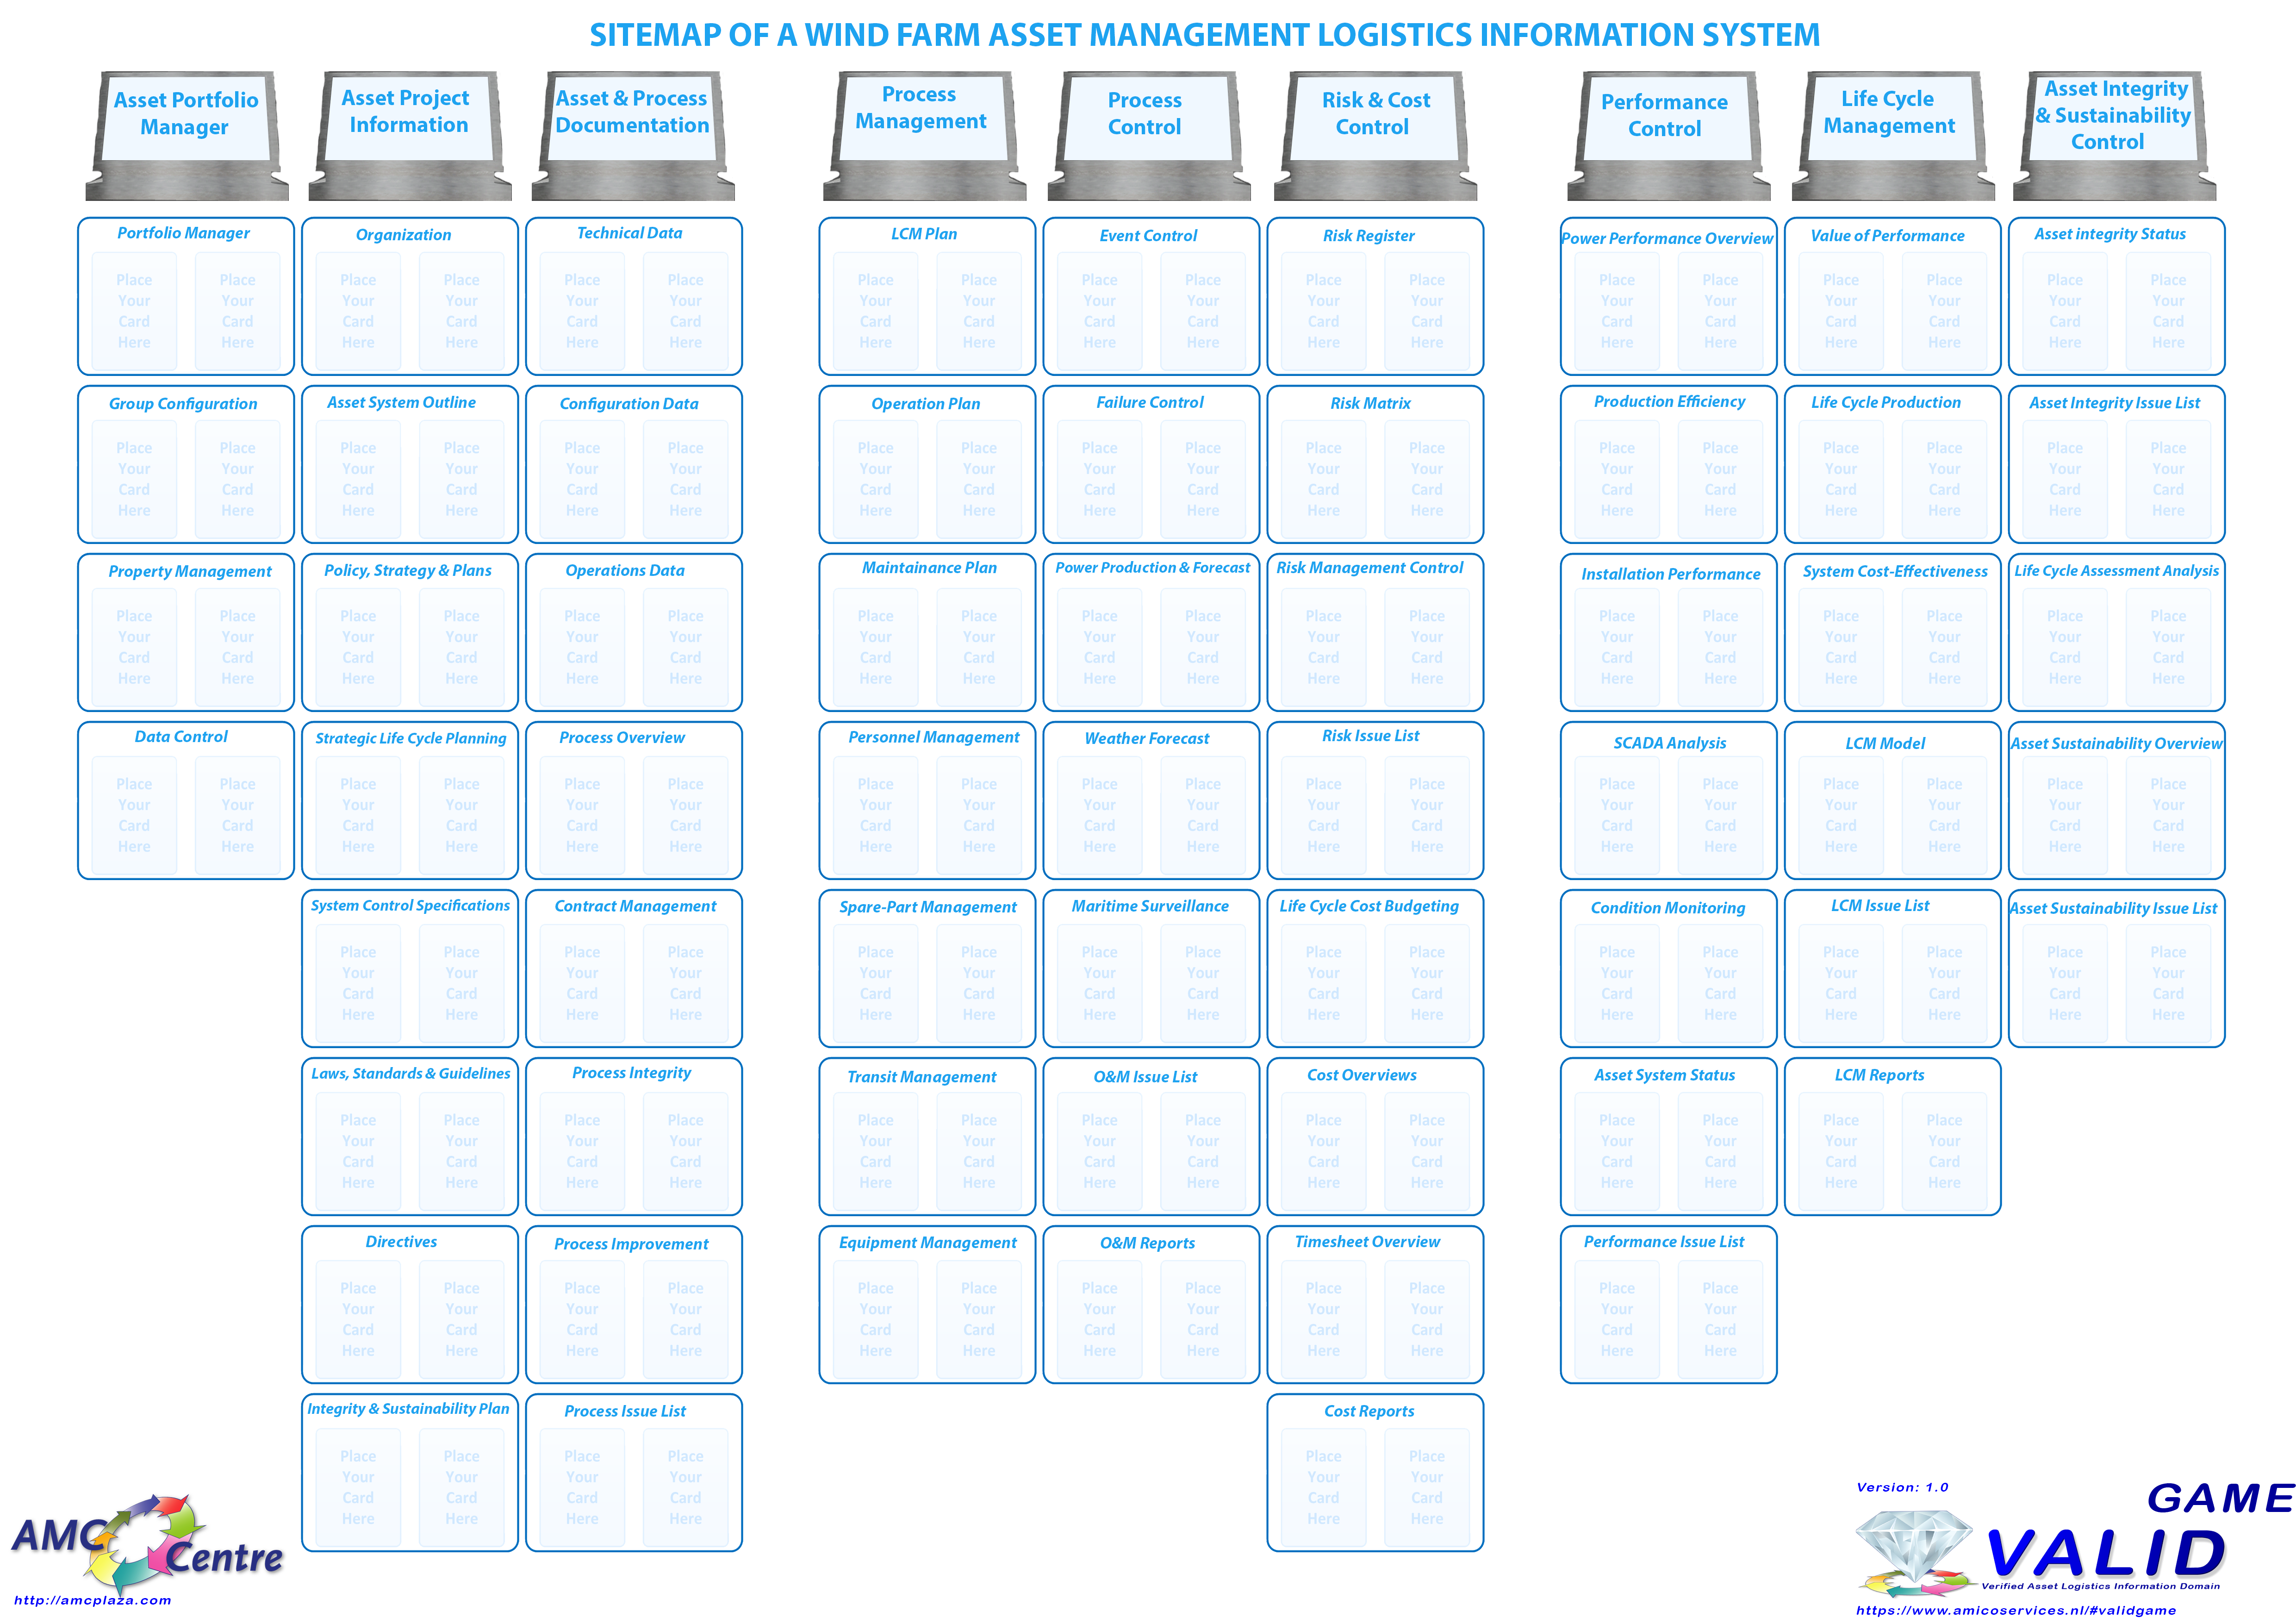 SITEMAP OF A WIND FARM ASSET MANAGEMENT LOGISTICS INFORMATION SYSTEM
Asset Portfolio
Manager
Asset Project
Information
Asset & Process
Documentation
Process
Management
Process
Control
Risk & Cost
Control
Performance
Control
Life Cycle
Management
Asset Integrity
& Sustainability
Control
Portfolio Manager Organization Technical Data LCM Plan Event Control Risk Register Power Performance Overview Value of Performance Asset integrity Status
Place Place Place Place Place Place Place Place Place Place Place Place Place Place Place Place Place Place
Your Your Your Your Your Your Your Your Your Your Your Your Your Your Your Your Your Your
Card Card Card Card Card Card Card Card Card Card Card Card Card Card Card Card Card Card
Here Here Here Here Here Here Here Here Here Here Here Here Here Here Here Here Here Here
Group Configuration Asset System Outline Configuration Data Operation Plan Failure Control Risk Matrix Production Efficiency Life Cycle Production Asset Integrity Issue List
Place Place Place Place Place Place Place Place Place Place Place Place Place Place Place Place Place Place
Your Your Your Your Your Your Your Your Your Your Your Your Your Your Your Your Your Your
Card Card Card Card Card Card Card Card Card Card Card Card Card Card Card Card Card Card
Here Here Here Here Here Here Here Here Here Here Here Here Here Here Here Here Here Here
Property Management Policy, Strategy & Plans Operations Data Maintainance Plan Power Production & Forecast Risk Management Control Installation Performance System Cost-Effectiveness Life Cycle Assessment Analysis
Place Place Place Place Place Place Place Place Place Place Place Place Place Place Place Place Place Place
Your Your Your Your Your Your Your Your Your Your Your Your Your Your Your Your Your Your
Card Card Card Card Card Card Card Card Card Card Card Card Card Card Card Card Card Card
Here Here Here Here Here Here Here Here Here Here Here Here Here Here Here Here Here Here
Data Control Strategic Life Cycle Planning Process Overview Personnel Management Weather Forecast Risk Issue List SCADA Analysis LCM Model Asset Sustainability Overview
Place Place Place Place Place Place Place Place Place Place Place Place Place Place Place Place Place Place
Your Your Your Your Your Your Your Your Your Your Your Your Your Your Your Your Your Your
Card Card Card Card Card Card Card Card Card Card Card Card Card Card Card Card Card Card
Here Here Here Here Here Here Here Here Here Here Here Here Here Here Here Here Here Here
System Control Specifications Contract Management Spare-Part Management Maritime Surveillance Life Cycle Cost Budgeting Condition Monitoring LCM Issue List Asset Sustainability Issue List
Place Place Place Place Place Place Place Place Place Place Place Place Place Place Place Place
Your Your Your Your Your Your Your Your Your Your Your Your Your Your Your Your
Card Card Card Card Card Card Card Card Card Card Card Card Card Card Card Card
Here Here Here Here Here Here Here Here Here Here Here Here Here Here Here Here
Laws, Standards & Guidelines Process Integrity Transit Management O&M Issue List Cost Overviews Asset System Status LCM Reports
Place Place Place Place Place Place Place Place Place Place Place Place Place Place
Your Your Your Your Your Your Your Your Your Your Your Your Your Your
Card Card Card Card Card Card Card Card Card Card Card Card Card Card
Here Here Here Here Here Here Here Here Here Here Here Here Here Here
Directives Process Improvement Equipment Management O&M Reports Timesheet Overview Performance Issue List
Place Place Place Place Place Place Place Place Place Place Place Place
Your Your Your Your Your Your Your Your Your Your Your Your
Card Card Card Card Card Card Card Card Card Card Card Card
Here Here Here Here Here Here Here Here Here Here Here Here
Integrity & Sustainability Plan Process Issue List Cost Reports
Place Place Place Place Place Place
Your Your Your Your Your Your
Card Card Card Card Card Card
Here Here Here Here Here Here
AMC
Centre
http://amcplaza.com
Version: 1.0
GAME
VALID
Verified Asset Logistics Information Domain
https://www.amicoservices.nl/#validgame